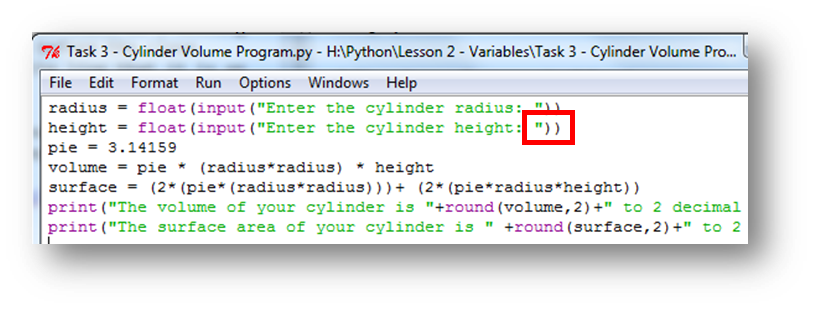 Task 3 - Cylinder Volume Program.py - H:\Python\Lesson 2 - Variables\Task 3 - Cylinder Volume Pro...
File Edit Format Run Options Windows Help
radius = float(input("Enter the cylinder radius: "))
height = float(input("Enter the cylinder height: "))
pie = 3.14159
volume = pie * (radius*radius) * height
surface = (2*(pie*(radius*radius)))+ (2*(pie*radius*height))
print("The volume of your cylinder is "+round(volume,2)+" to 2 decimal
print("The surface area of your cylinder is " +round(surface,2)+" to 2